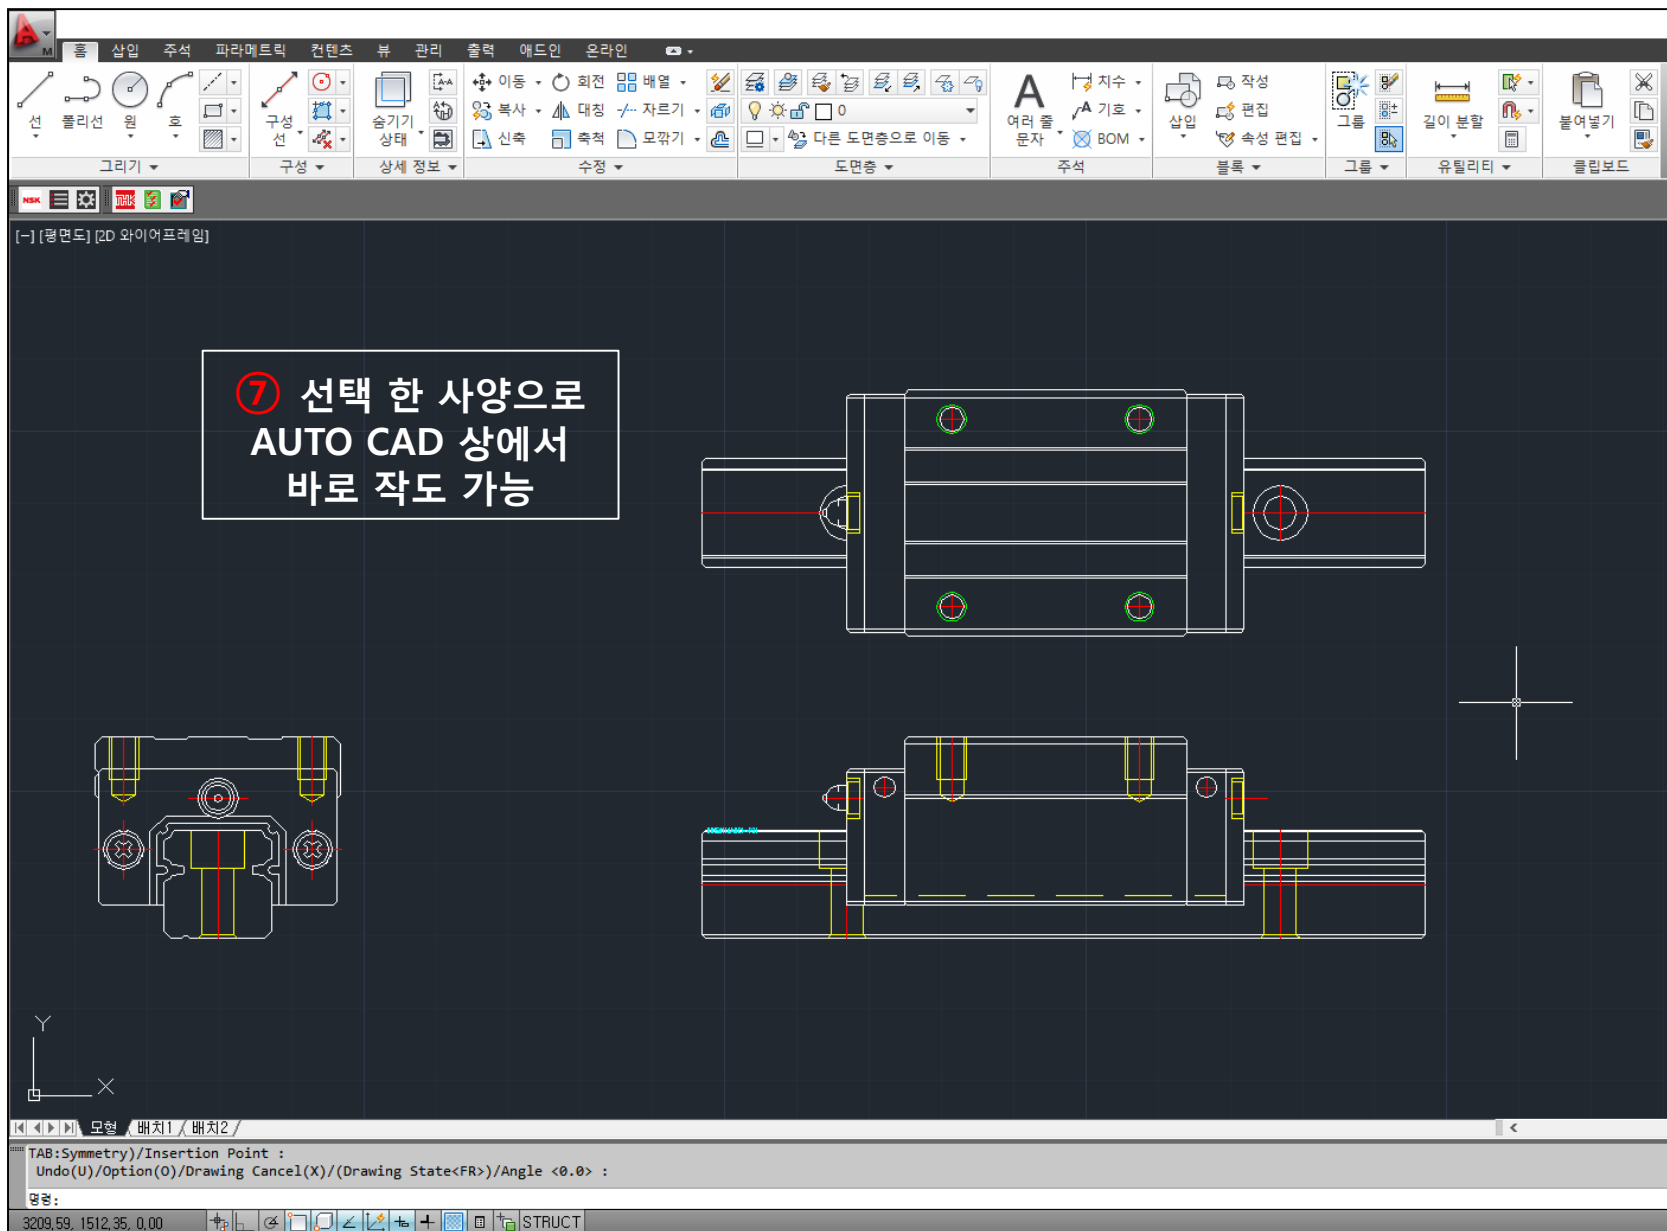 M
홈 삽입 주석 파라메트릭 컨텐츠 뷰 관리 출력 애드인 온라인
선 폴리선 원 호
구성 선
숨기기 상태
이동 회전 배열
복사 대칭 자르기
신축 축척 모깎기
0
다른 도면층으로 이동
A
여러 줄 문자
치수
기호
BOM
삽입
작성
편집
속성 편집
그룹
길이 분할
붙여넣기
그리기 구성 상세 정보 수정 도면층 주석 블록 그룹 유틸리티 클립보드
NSK THK
[−] [평면도] [2D 와이어프레임]
⑦ 선택 한 사양으로
AUTO CAD 상에서
바로 작도 가능
Y
X
모형 배치1 배치2
TAB:Symmetry)/Insertion Point :
Undo(U)/Option(O)/Drawing Cancel(X)/(Drawing State<FR>)/Angle <0.0> :
명령:
3209,59, 1512,35, 0,00 STRUCT